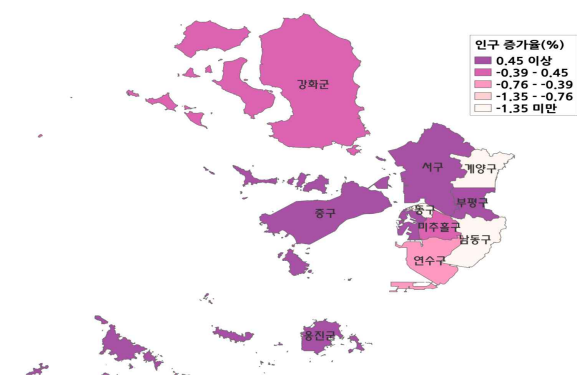 인구 증가율(%)
0.45 이상
-0.39 - 0.45
-0.76 - -0.39
-1.35 - -0.76
-1.35 미만
강화군
서구
계양구
부평구
중구
동구
미추홀구
남동구
연수구
옹진군